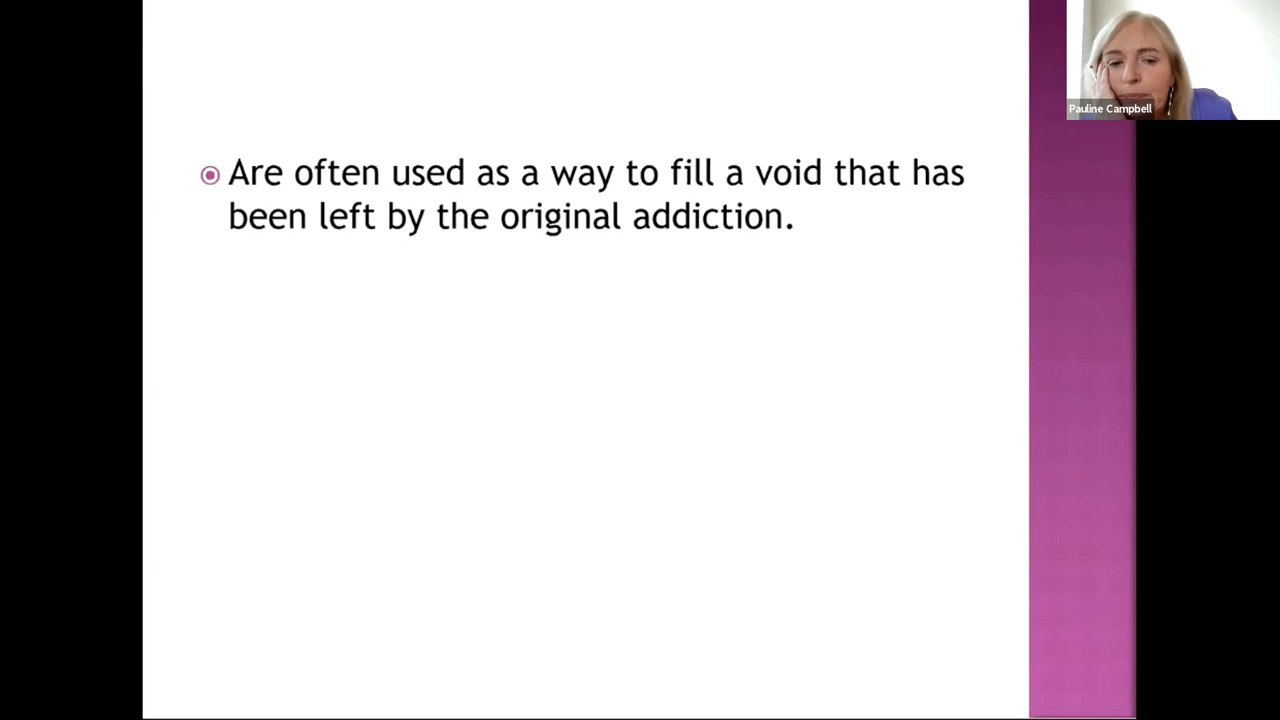 Pauline Campbell
Are often used as a way to fill a void that has
been left by the original addiction.